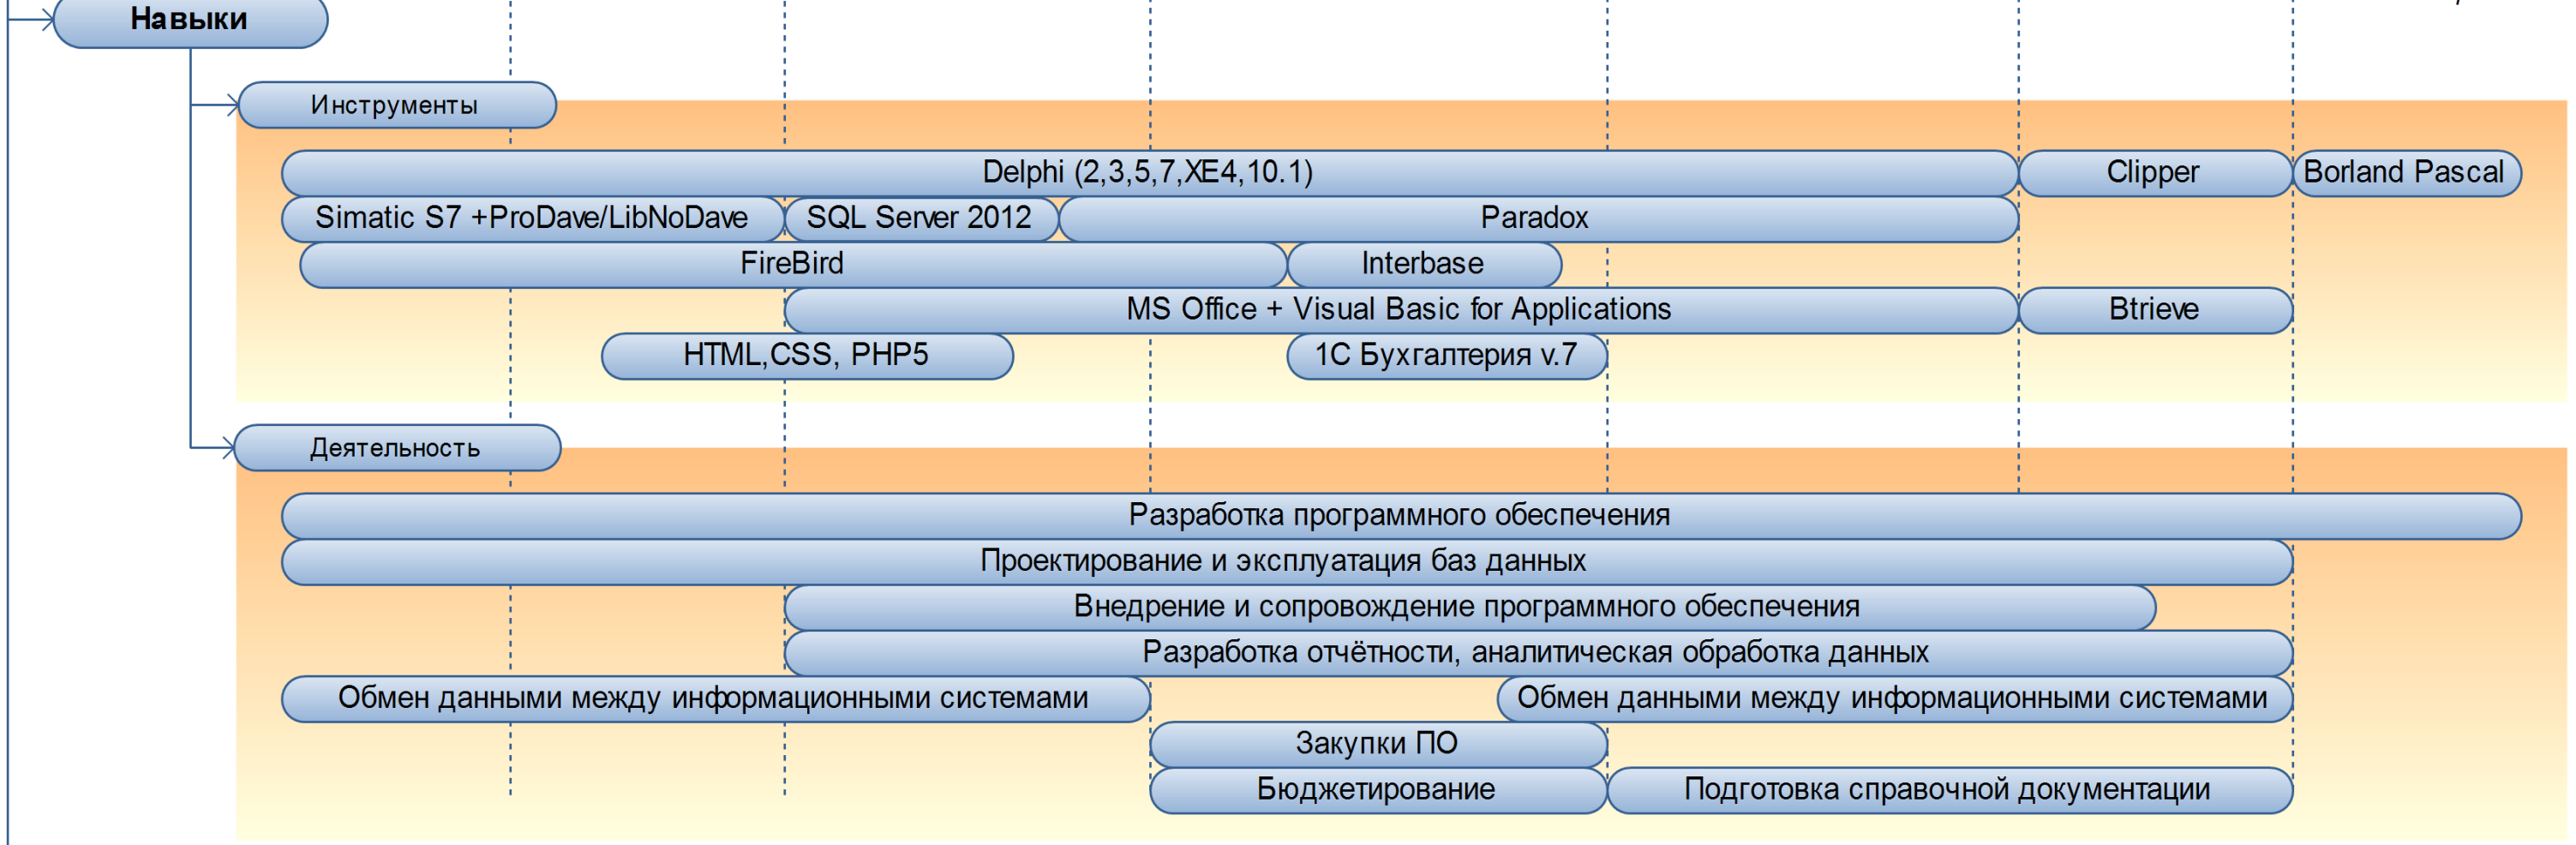 Навыки
Инструменты
Delphi (2,3,5,7,XE4,10.1) Clipper Borland Pascal
Simatic S7 +ProDave/LibNoDave SQL Server 2012 Paradox
FireBird Interbase
MS Office + Visual Basic for Applications Btrieve
HTML,CSS, PHP5 1С Бухгалтерия v.7
Деятельность
Разработка программного обеспечения
Проектирование и эксплуатация баз данных
Внедрение и сопровождение программного обеспечения
Разработка отчётности, аналитическая обработка данных
Обмен данными между информационными системами Обмен данными между информационными системами
Закупки ПО
Бюджетирование Подготовка справочной документации